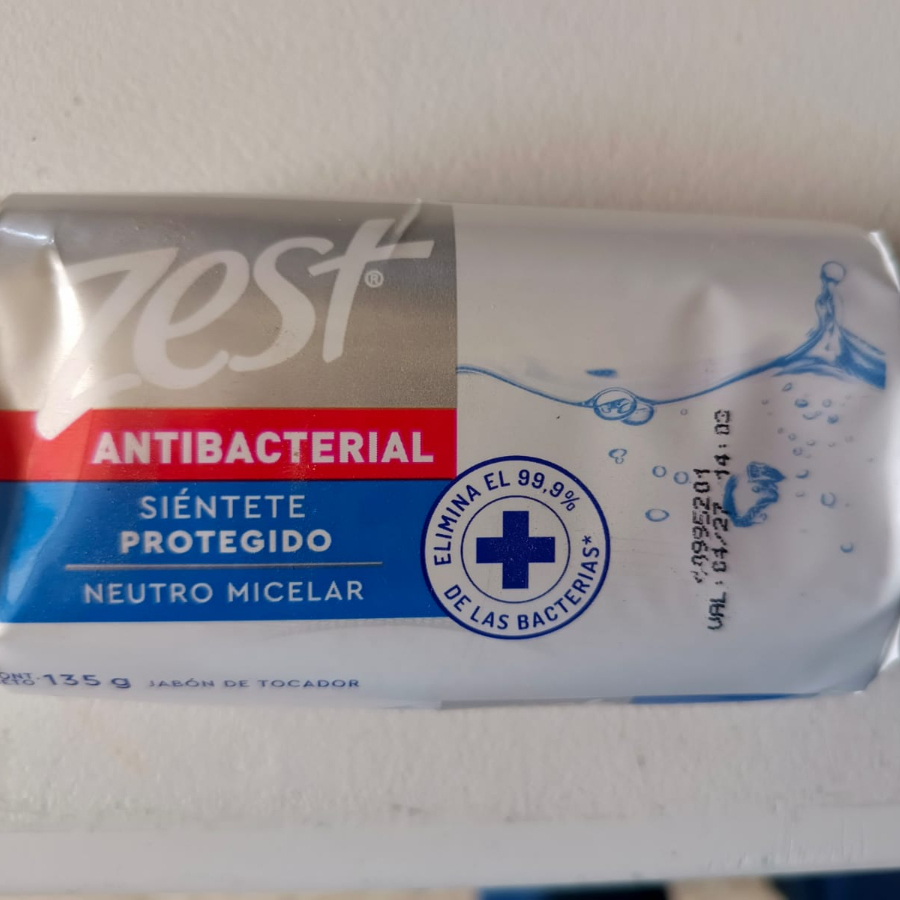 zest®
ANTIBACTERIAL
SIÉNTETE
PROTEGIDO
NEUTRO MICELAR
ELIMINA EL 99,9%
DE LAS BACTERIAS*
135 g JABÓN DE TOCADOR
VAL: 04/27 14:03